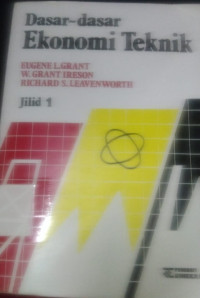 Dasar-dasar
Ekonomi Teknik
EUGENE L. GRANT
W. GRANT IRESON
RICHARD S. LEAVENWORTH
Jilid 1